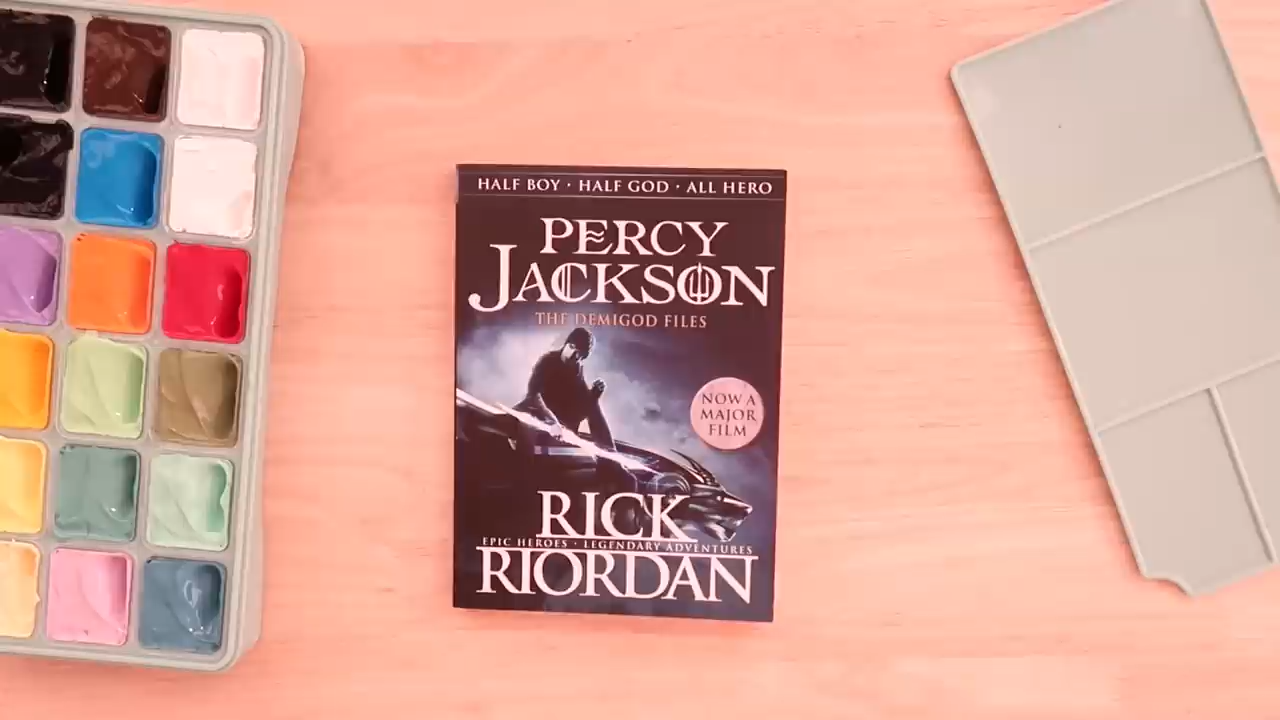 HALF BOY · HALF GOD · ALL HERO
PERCY
JACKSON
THE DEMIGOD FILES
NOW A
MAJOR
FILM
RICK
EPIC HEROES · LEGENDARY ADVENTURES
RIORDAN